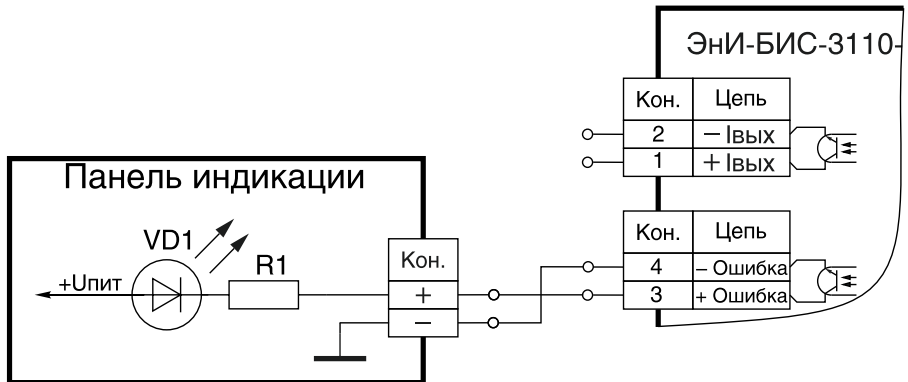 ЭнИ-БИС-3110-
Кон. Цепь
2 – Iвых
1 + Iвых
Панель индикации
VD1
R1
+Uпит
Кон.
+
–
Кон. Цепь
4 – Ошибка
3 + Ошибка